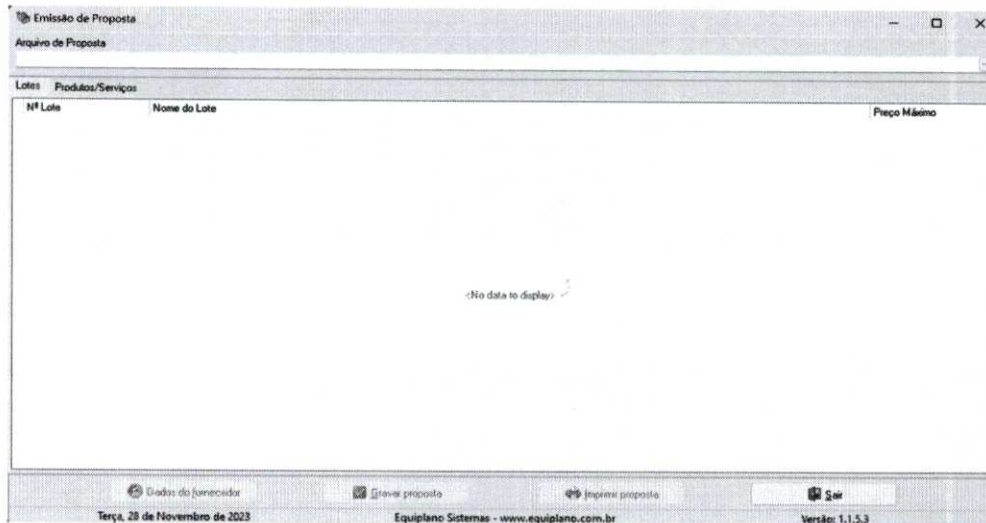 Emissão de Proposta
Arquivo de Proposta
Lotes Produtos/Serviços
Nº Lote Nome do Lote Preço Máximo
<No data to display>
Dados do fornecedor Gravar proposta Imprimir proposta Sair
Terça, 28 de Novembro de 2023 Equiplano Sistemas - www.equiplano.com.br Versão: 1.1.5.3